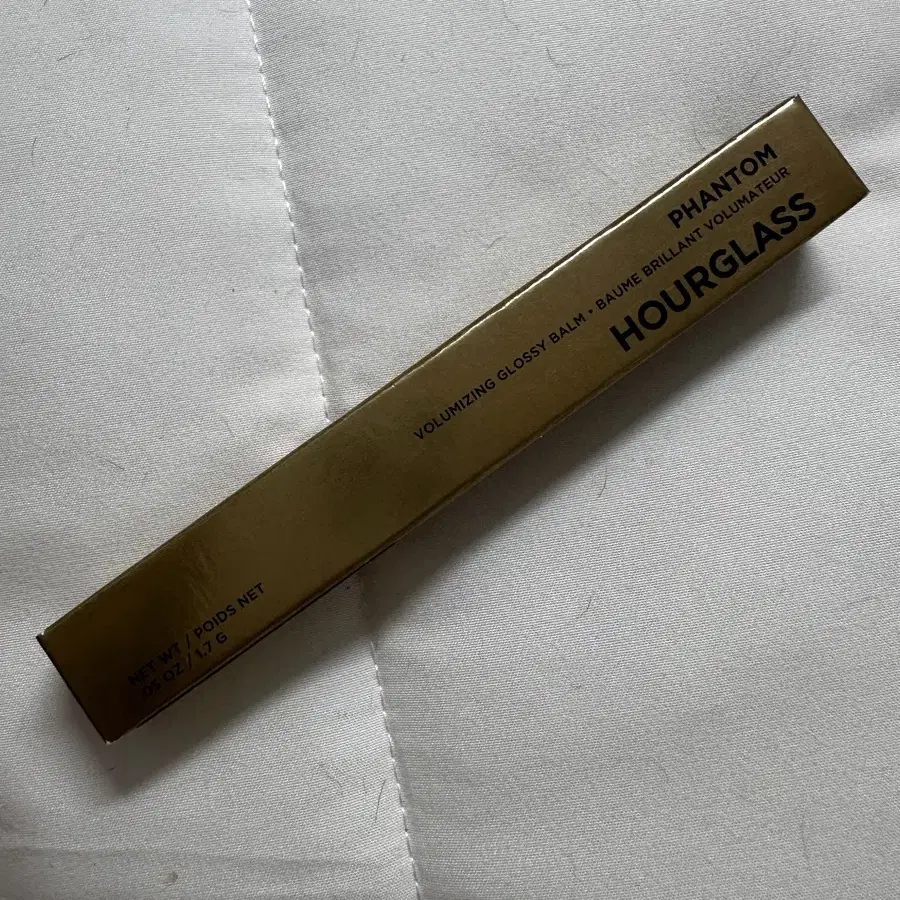 PHANTOM
VOLUMIZING GLOSSY BALM • BAUME BRILLANT VOLUMATEUR
HOURGLASS
NET WT / POIDS NET
.05 OZ / 1.7 G